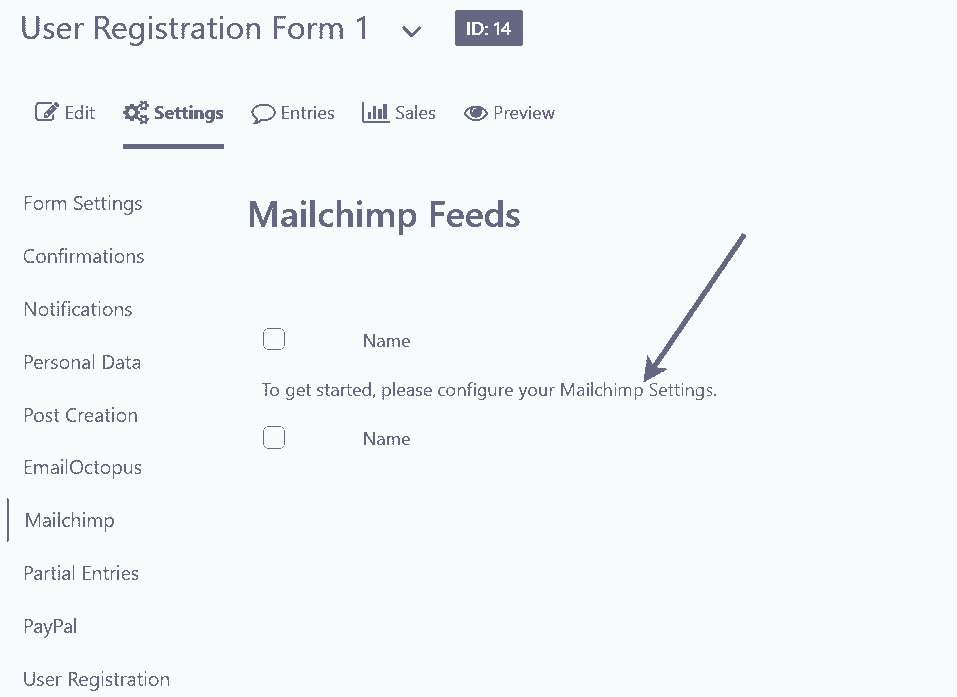 User Registration Form 1 ID: 14
Edit Settings Entries Sales Preview
Form Settings
Mailchimp Feeds
Confirmations
Notifications
Name
Personal Data
To get started, please configure your Mailchimp Settings.
Post Creation
Name
EmailOctopus
Mailchimp
Partial Entries
PayPal
User Registration